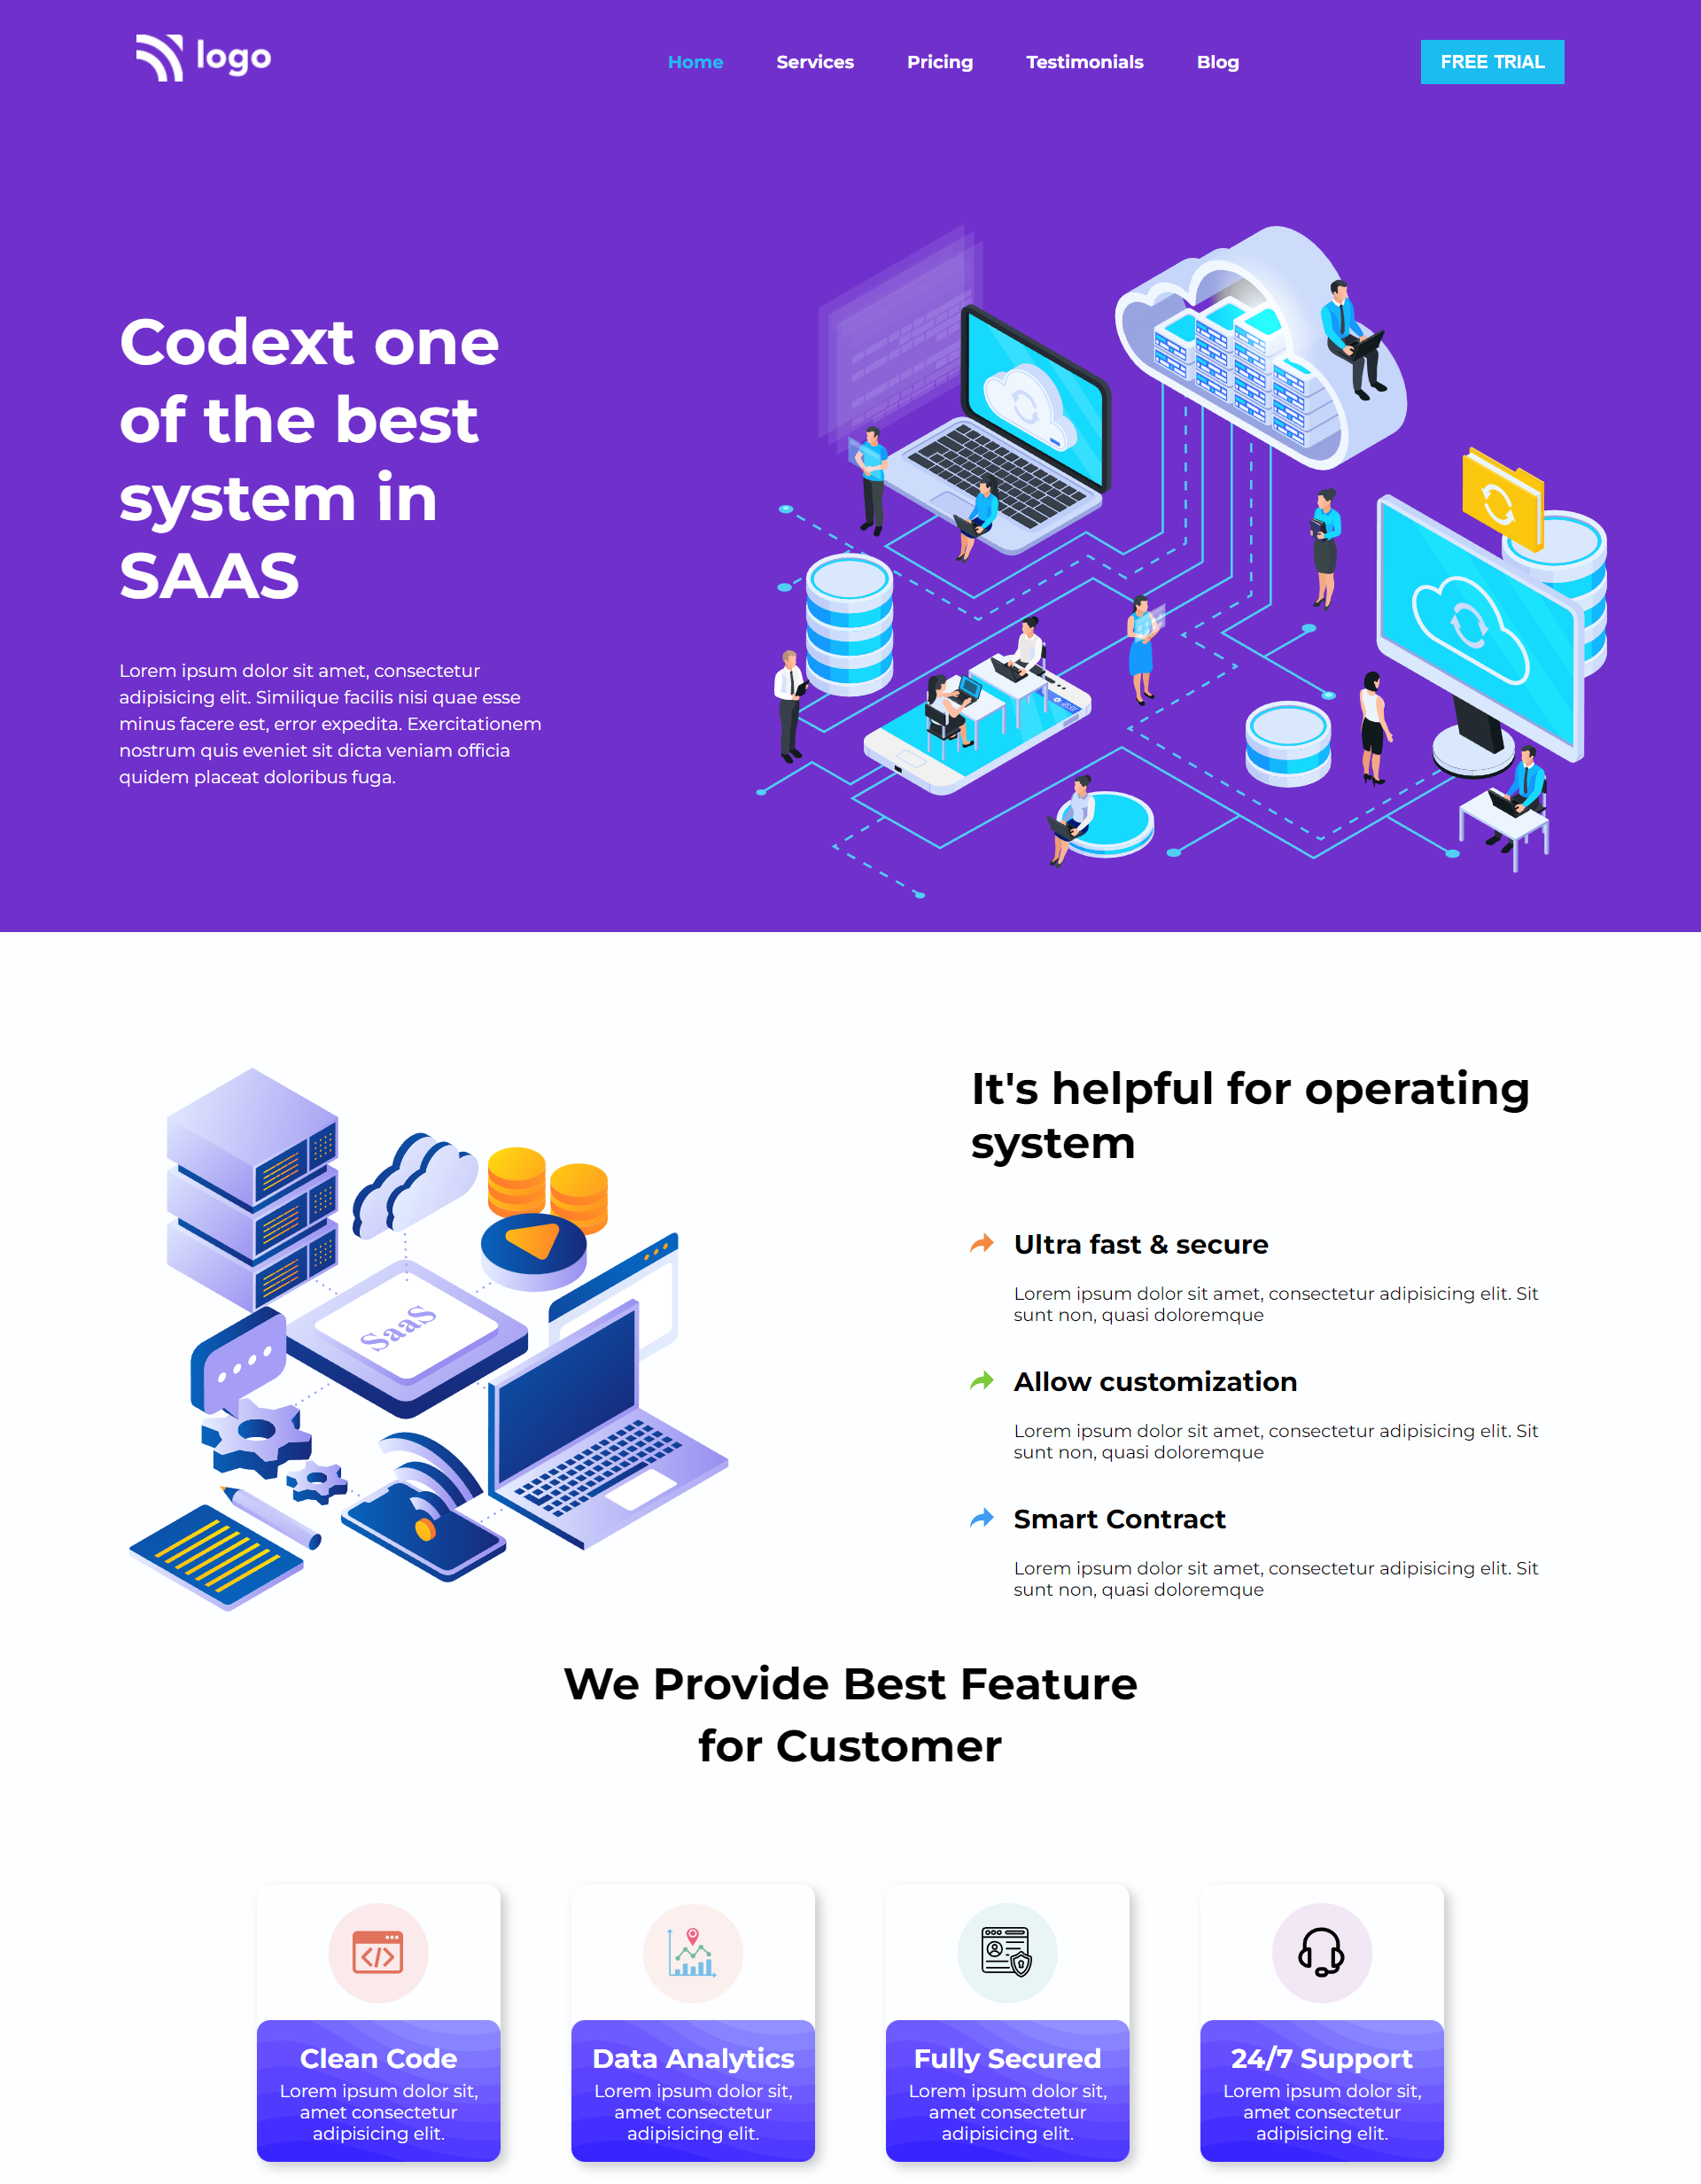 logo
Home Services Pricing Testimonials Blog FREE TRIAL
Codext one
of the best
system in
SAAS
Lorem ipsum dolor sit amet, consectetur
adipisicing elit. Similique facilis nisi quae esse
minus facere est, error expedita. Exercitationem
nostrum quis eveniet sit dicta veniam officia
quidem placeat doloribus fuga.
SaaS
It's helpful for operating
system
Ultra fast & secure
Lorem ipsum dolor sit amet, consectetur adipisicing elit. Sit
sunt non, quasi doloremque
Allow customization
Lorem ipsum dolor sit amet, consectetur adipisicing elit. Sit
sunt non, quasi doloremque
Smart Contract
Lorem ipsum dolor sit amet, consectetur adipisicing elit. Sit
sunt non, quasi doloremque
We Provide Best Feature
for Customer
Clean Code
Lorem ipsum dolor sit,
amet consectetur
adipisicing elit.
Data Analytics
Lorem ipsum dolor sit,
amet consectetur
adipisicing elit.
Fully Secured
Lorem ipsum dolor sit,
amet consectetur
adipisicing elit.
24/7 Support
Lorem ipsum dolor sit,
amet consectetur
adipisicing elit.